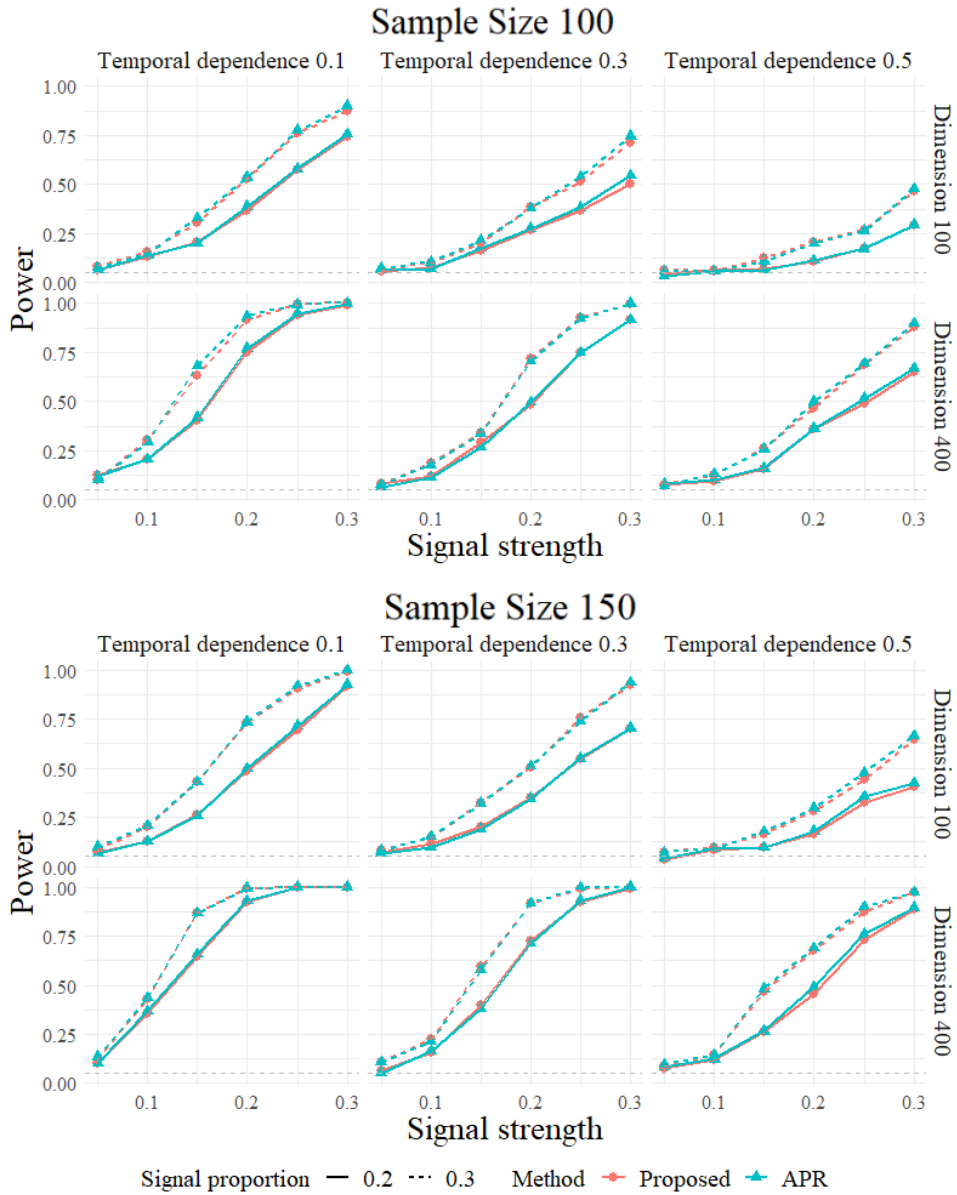 Sample Size 100
Temporal dependence 0.1 Temporal dependence 0.3 Temporal dependence 0.5
1.00
0.75
0.50
0.25
0.00
Dimension 100
1.00
0.75
0.50
0.25
0.00
Dimension 400
Power
0.1 0.2 0.3 0.1 0.2 0.3 0.1 0.2 0.3
Signal strength
Sample Size 150
Temporal dependence 0.1 Temporal dependence 0.3 Temporal dependence 0.5
1.00
0.75
0.50
0.25
0.00
Dimension 100
1.00
0.75
0.50
0.25
0.00
Dimension 400
Power
0.1 0.2 0.3 0.1 0.2 0.3 0.1 0.2 0.3
Signal strength
Signal proportion 0.2 0.3 Method Proposed APR